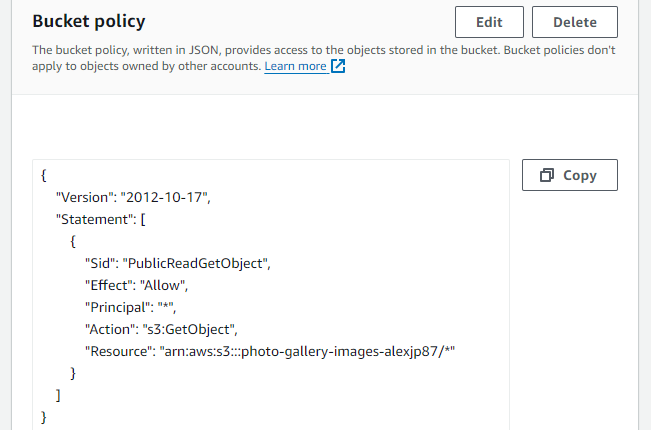 Bucket policy
Edit
Delete
The bucket policy, written in JSON, provides access to the objects stored in the bucket. Bucket policies don't
apply to objects owned by other accounts. Learn more
Copy
{
"Version": "2012-10-17",
"Statement": [
{
"Sid": "PublicReadGetObject",
"Effect": "Allow",
"Principal": "*",
"Action": "s3:GetObject",
"Resource": "arn:aws:s3:::photo-gallery-images-alexjp87/*"
}
]
}